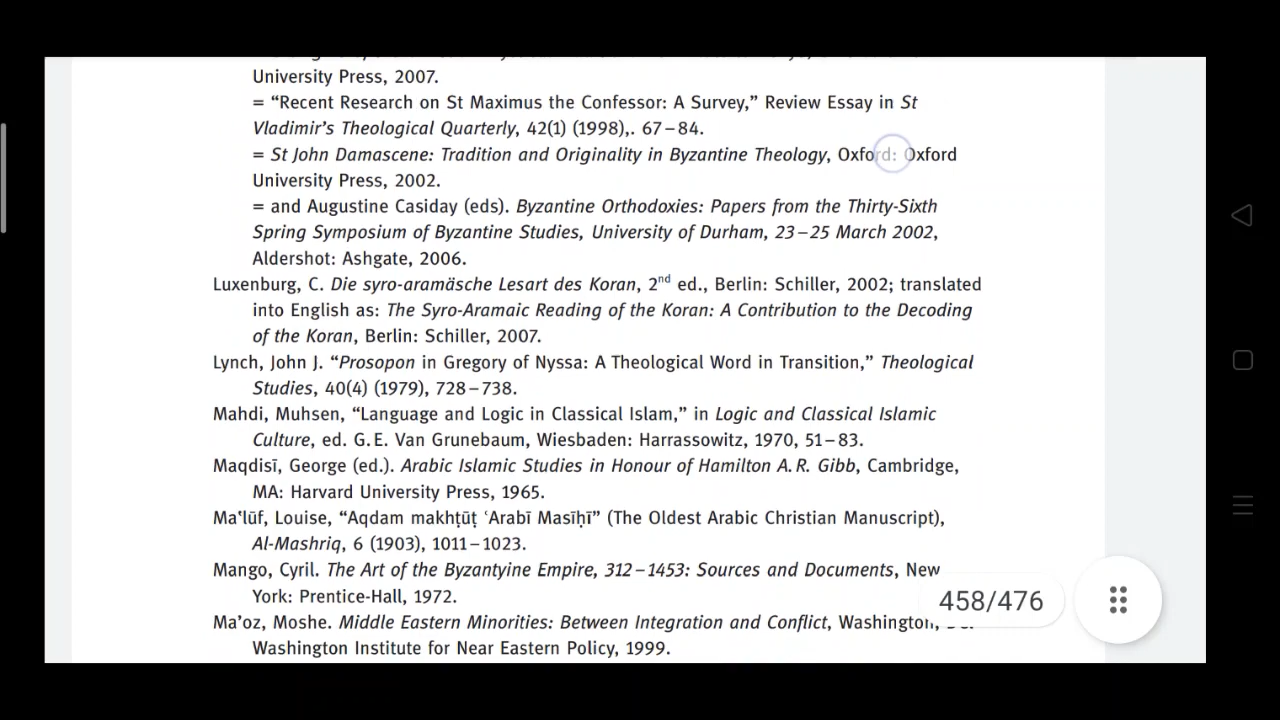 University Press, 2007.
= “Recent Research on St Maximus the Confessor: A Survey,” Review Essay in St
Vladimir’s Theological Quarterly, 42(1) (1998),. 67–84.
= St John Damascene: Tradition and Originality in Byzantine Theology, Oxford: Oxford
University Press, 2002.
= and Augustine Casiday (eds). Byzantine Orthodoxies: Papers from the Thirty-Sixth
Spring Symposium of Byzantine Studies, University of Durham, 23–25 March 2002,
Aldershot: Ashgate, 2006.
Luxenburg, C. Die syro-aramäsche Lesart des Koran, 2nd ed., Berlin: Schiller, 2002; translated
into English as: The Syro-Aramaic Reading of the Koran: A Contribution to the Decoding
of the Koran, Berlin: Schiller, 2007.
Lynch, John J. “Prosopon in Gregory of Nyssa: A Theological Word in Transition,” Theological
Studies, 40(4) (1979), 728–738.
Mahdi, Muhsen, “Language and Logic in Classical Islam,” in Logic and Classical Islamic
Culture, ed. G.E. Van Grunebaum, Wiesbaden: Harrassowitz, 1970, 51–83.
Maqdisī, George (ed.). Arabic Islamic Studies in Honour of Hamilton A.R. Gibb, Cambridge,
MA: Harvard University Press, 1965.
Ma‛lūf, Louise, “Aqdam makhṭūṭ ʿArabī Masīḥī” (The Oldest Arabic Christian Manuscript),
Al-Mashriq, 6 (1903), 1011–1023.
Mango, Cyril. The Art of the Byzantyine Empire, 312–1453: Sources and Documents, New
York: Prentice-Hall, 1972.
458/476
Ma’oz, Moshe. Middle Eastern Minorities: Between Integration and Conflict, Washington,
Washington Institute for Near Eastern Policy, 1999.